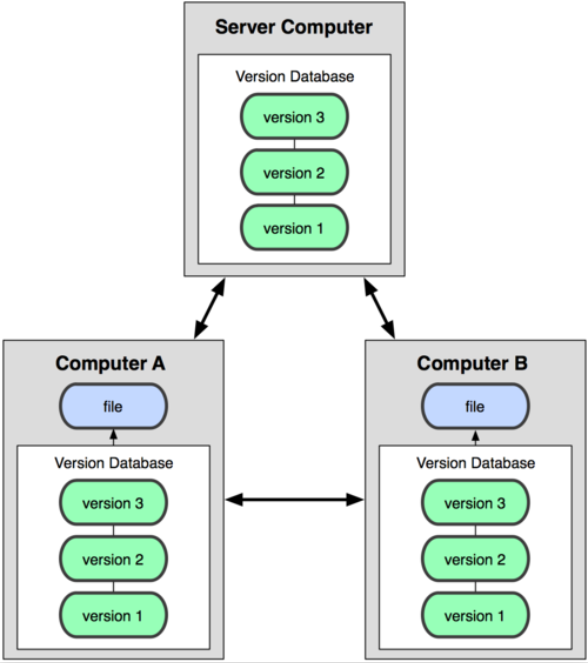 Server Computer
Version Database
version 3
version 2
version 1
Computer A
file
Version Database
version 3
version 2
version 1
Computer B
file
Version Database
version 3
version 2
version 1